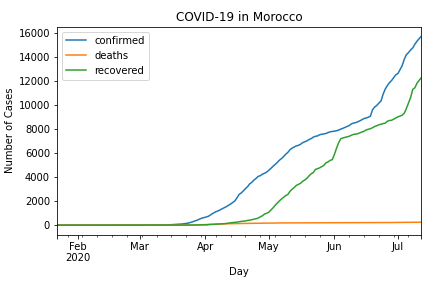 COVID-19 in Morocco
confirmed
deaths
recovered
Number of Cases
16000
14000
12000
10000
8000
6000
4000
2000
0
Feb
2020
Mar
Apr
May
Jun
Jul
Day